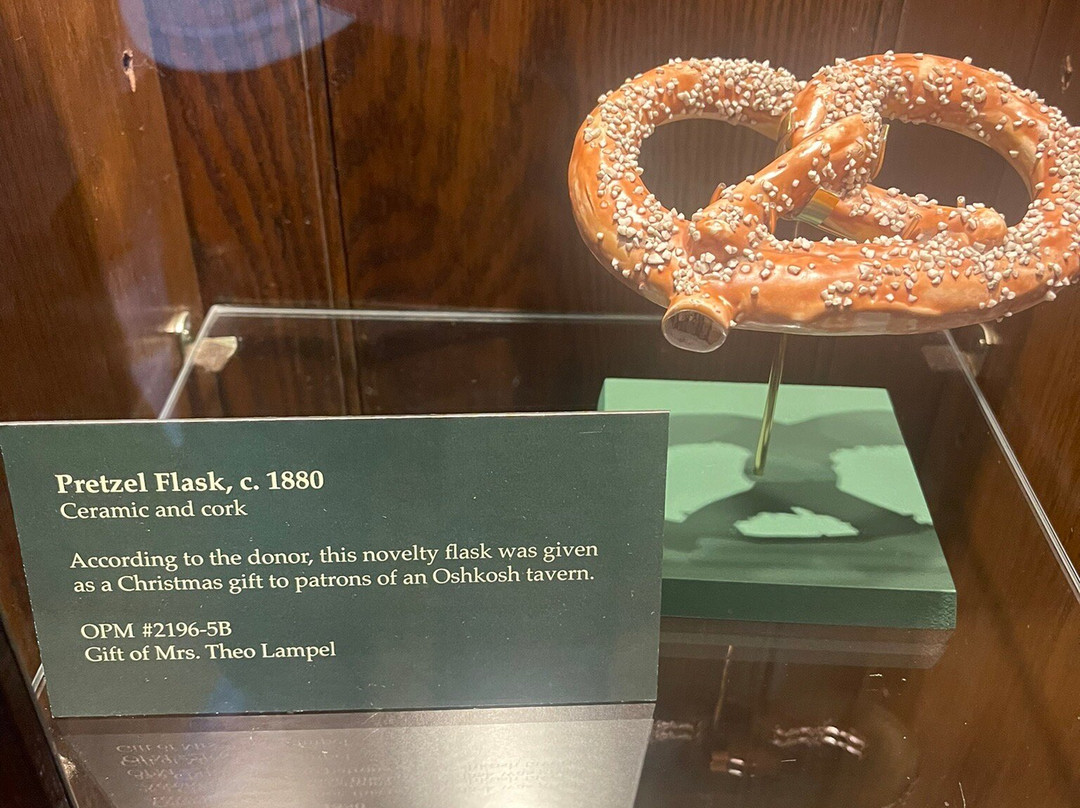 Pretzel Flask, c. 1880
Ceramic and cork
According to the donor, this novelty flask was given
as a Christmas gift to patrons of an Oshkosh tavern.
OPM #2196-5B
Gift of Mrs. Theo Lampel